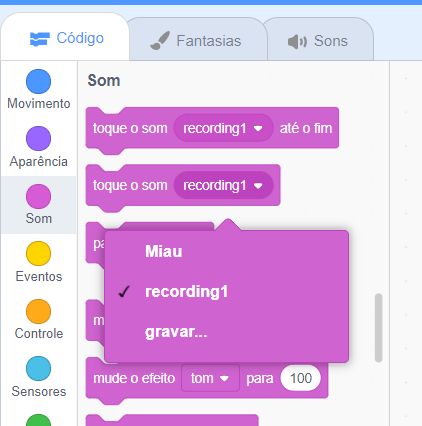 Código
Fantasias
Sons
Movimento
Aparência
Som
Eventos
Controle
Sensores
Som
toque o som recording1 até o fim
toque o som recording1
pa
Miau
recording1
gravar...
m
mude o efeito tom para 100